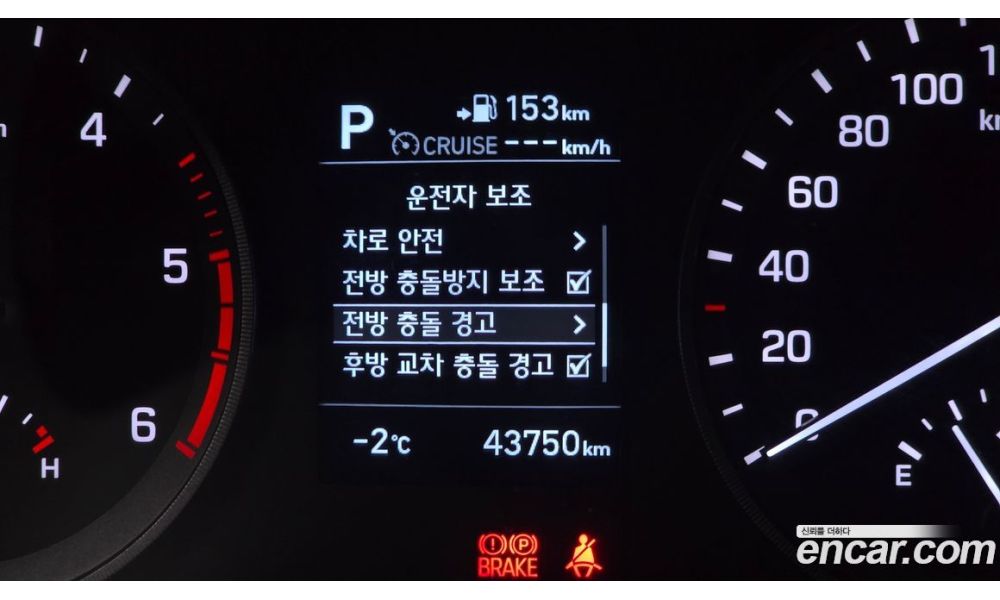 P
153km
CRUISE ---km/h
운전자 보조
차로 안전
전방 충돌방지 보조
전방 충돌 경고
후방 교차 충돌 경고
-2℃
43750km
4
5
6
H
100
80
60
40
20
0
E
(!)(P)
BRAKE
신뢰를 더하다
encar.com